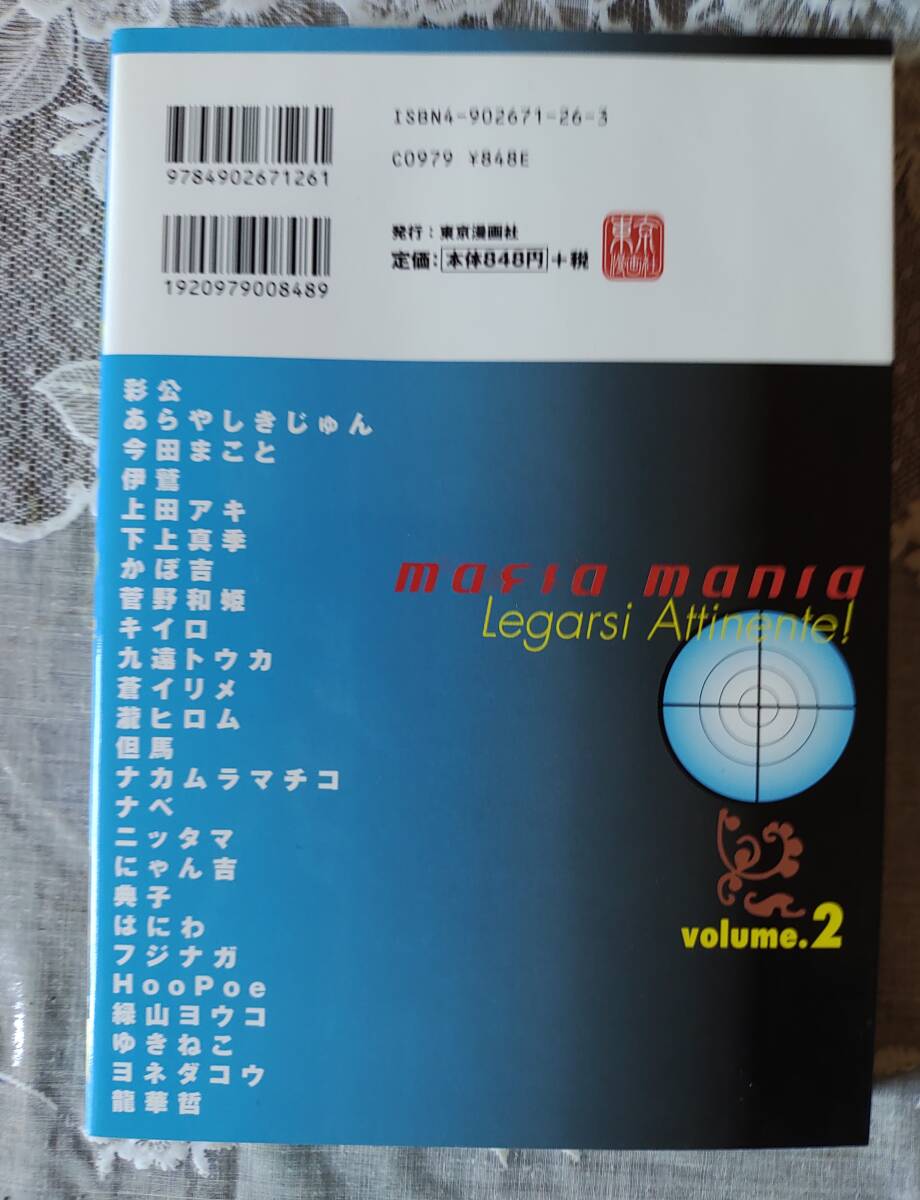 ISBN4-902671-26-3
C0979 ¥848E
9784902671261
発行：東京漫画社
定価：本体848円+税
東京漫画社
1920979008489
彩公
あらやしきじゅん
今田まこと
伊鷲
上田アキ
下上真季
かぼ吉
菅野和姫
キイロ
九遠トウカ
蒼イリメ
瀧ヒロム
但馬
ナカムラマチコ
ナベ
ニッタマ
にゃん吉
典子
はにわ
フジナガ
HooPoe
緑山ヨウコ
ゆきねこ
ヨネダコウ
龍華哲
mafia mania
Legarsi Attinente!
volume.2